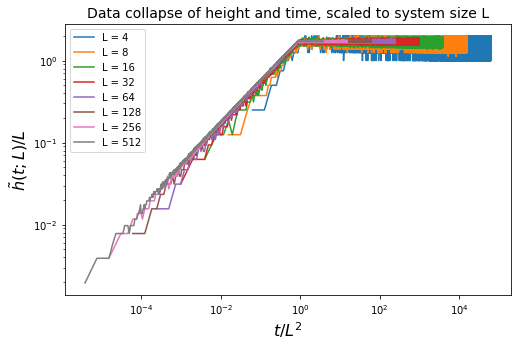 Data collapse of height and time, scaled to system size L
L = 4
L = 8
L = 16
L = 32
L = 64
L = 128
L = 256
L = 512
10⁰
10⁻¹
10⁻²
h̃(t; L)/L
10⁻⁴ 10⁻² 10⁰ 10² 10⁴
t/L²